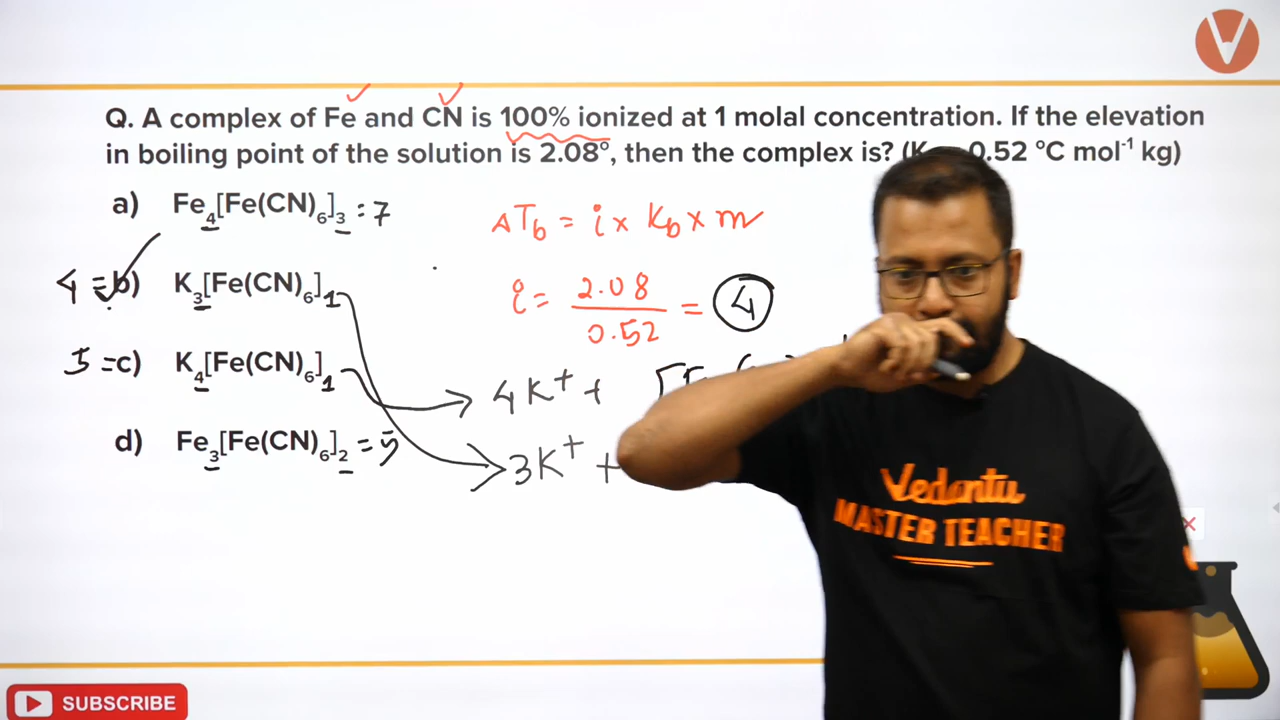 Q. A complex of Fe and CN is 100% ionized at 1 molal concentration. If the elevation
in boiling point of the solution is 2.08°, then the complex is? (K 0.52 °C mol⁻¹ kg)
a) Fe₄[Fe(CN)₆]₃ : 7
4 = b) K₃[Fe(CN)₆]1
5 = c) K₄[Fe(CN)₆]1
d) Fe₃[Fe(CN)₆]₂ = 5
ΔTb = i × Kb × m
i = 2.08 / 0.52 = 4
4K⁺ +
3K⁺ +
Vedantu
MASTER TEACHER
SUBSCRIBE